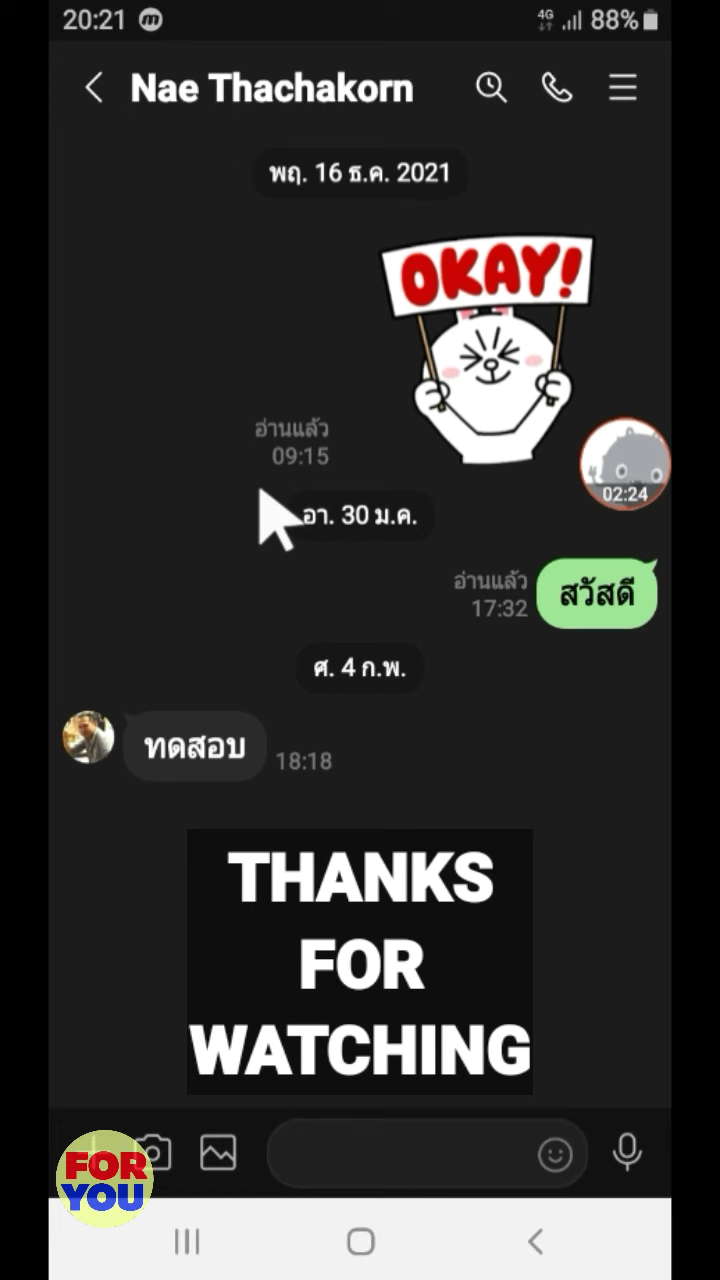 20:21
4G
88%
Nae Thachakorn
พฤ. 16 ธ.ค. 2021
OKAY!
อ่านแล้ว
09:15
02:24
อา. 30 ม.ค.
อ่านแล้ว
17:32
สวัสดี
ศ. 4 ก.พ.
ทดสอบ
18:18
THANKS
FOR
WATCHING
FOR
YOU